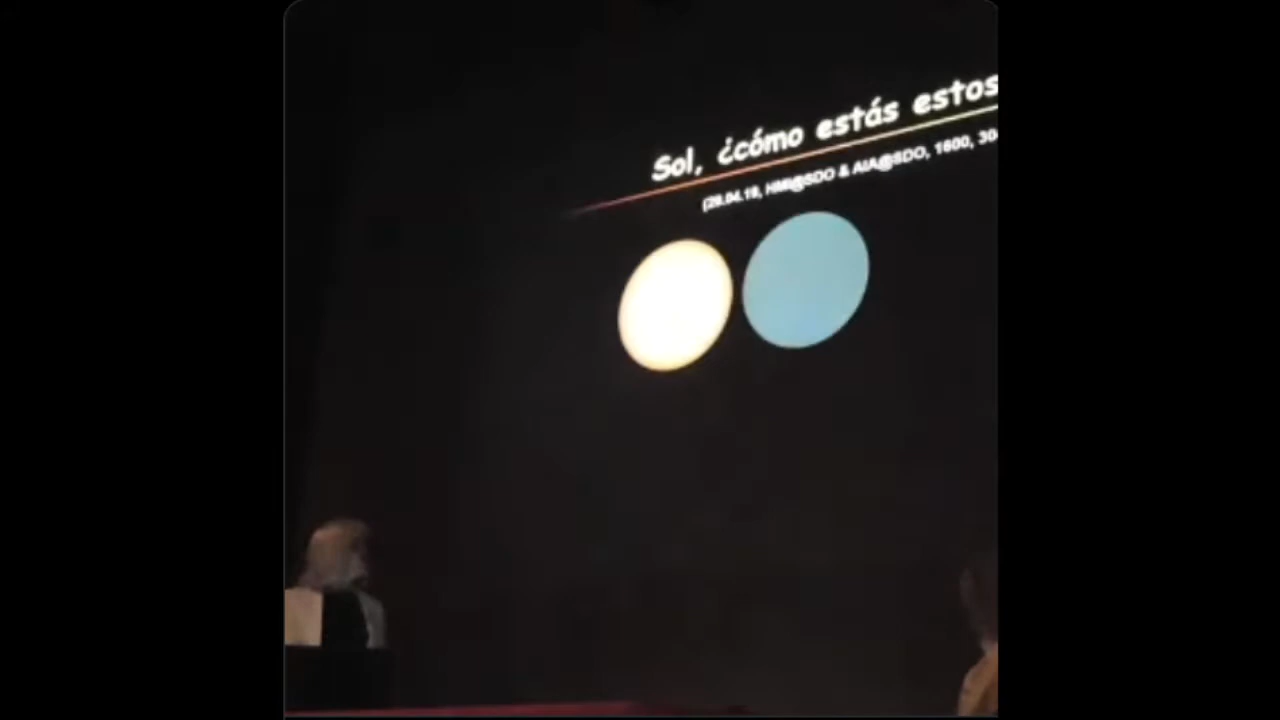 Sol, ¿cómo estás estos
(28.04.19, HMI@SDO & AIA@SDO, 1600, 30